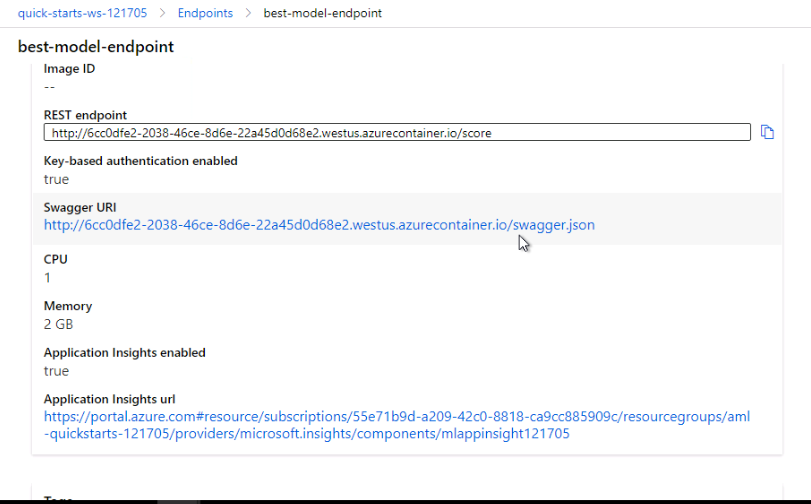 quick-starts-ws-121705 > Endpoints > best-model-endpoint
best-model-endpoint
Image ID
--
REST endpoint
http://6cc0dfe2-2038-46ce-8d6e-22a45d0d68e2.westus.azurecontainer.io/score
Key-based authentication enabled
true
Swagger URI
http://6cc0dfe2-2038-46ce-8d6e-22a45d0d68e2.westus.azurecontainer.io/swagger.json
CPU
1
Memory
2 GB
Application Insights enabled
true
Application Insights url
https://portal.azure.com#resource/subscriptions/55e71b9d-a209-42c0-8818-ca9cc885909c/resourcegroups/aml
-quickstarts-121705/providers/microsoft.insights/components/mlappinsight121705
Tags